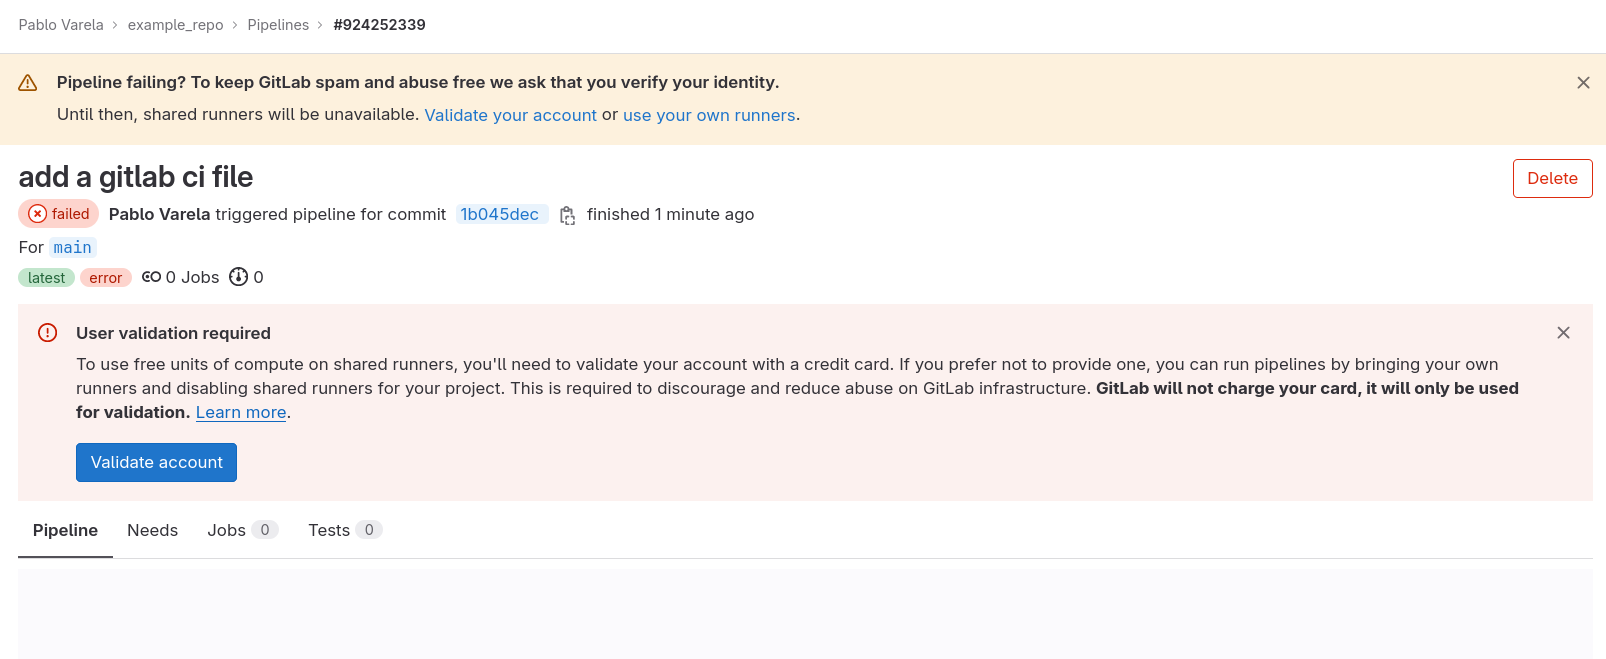 Pablo Varela > example_repo > Pipelines > #924252339
Pipeline failing? To keep GitLab spam and abuse free we ask that you verify your identity.
Until then, shared runners will be unavailable. Validate your account or use your own runners.
add a gitlab ci file
Delete
failed Pablo Varela triggered pipeline for commit 1b045dec finished 1 minute ago
For main
latest error 0 Jobs 0
User validation required
To use free units of compute on shared runners, you'll need to validate your account with a credit card. If you prefer not to provide one, you can run pipelines by bringing your own
runners and disabling shared runners for your project. This is required to discourage and reduce abuse on GitLab infrastructure. GitLab will not charge your card, it will only be used
for validation. Learn more.
Validate account
Pipeline Needs Jobs 0 Tests 0